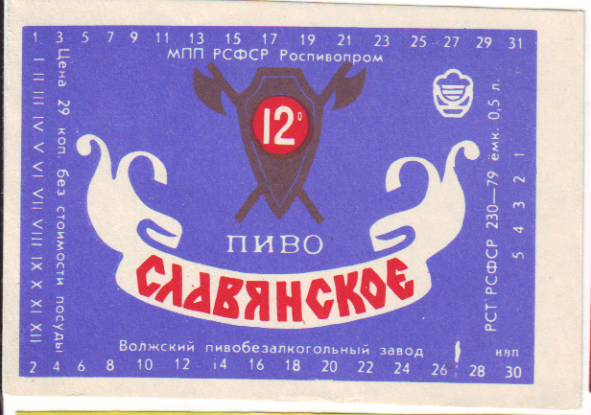 1 3 5 7 9 11 13 15 17 19 21 23 25 27 29 31
МПП РСФСР Роспивопром
I II III IV V VI VII VIII IX X XI XII
Цена 29 коп. без стоимости посуды
12°
ПИВО
СЛАВЯНСКОЕ
РСТ РСФСР 230—79 ёмк. 0,5 л.
5 4 3 2 1
Волжский пивобезалкогольный завод
квп
2 4 6 8 10 12 14 16 18 20 22 24 26 28 30